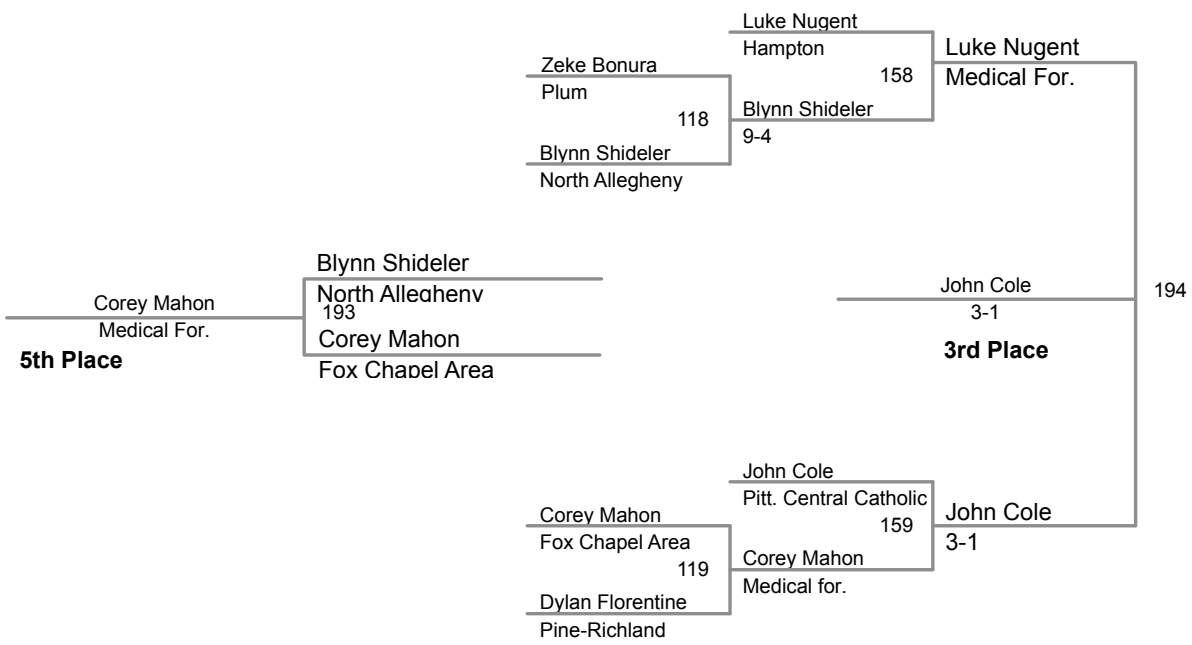 Luke Nugent
Hampton
158
Luke Nugent
Medical For.
Zeke Bonura
Plum
118
Blynn Shideler
9-4
Blynn Shideler
North Allegheny
Blynn Shideler
North Allegheny
193
Corey Mahon
Fox Chapel Area
Corey Mahon
Medical For.
5th Place
John Cole
3-1
194
3rd Place
John Cole
Pitt. Central Catholic
159
John Cole
3-1
Corey Mahon
Fox Chapel Area
119
Corey Mahon
Medical for.
Dylan Florentine
Pine-Richland